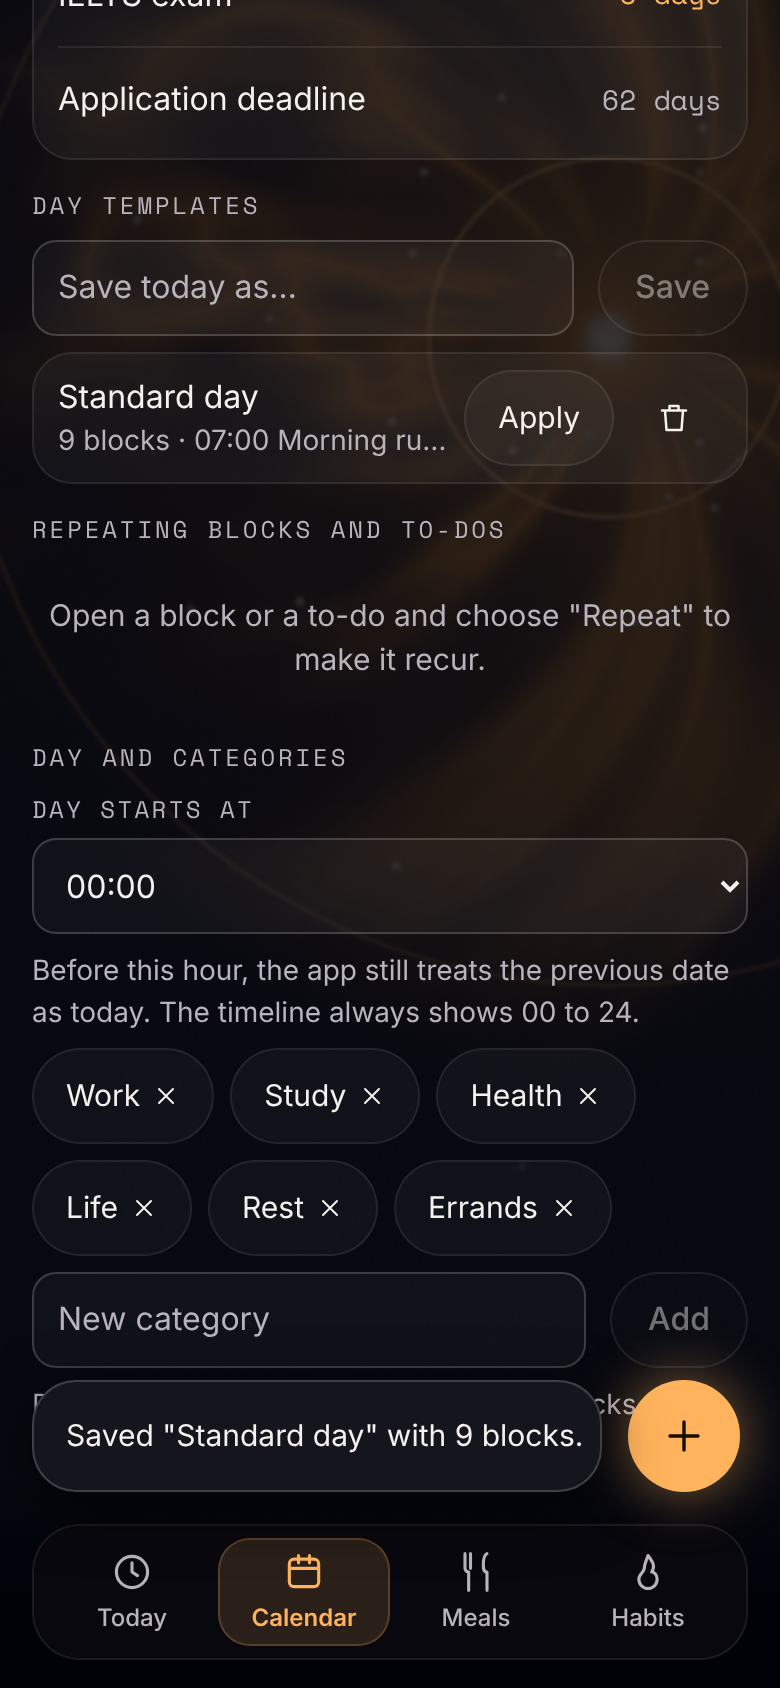 IELTS exam
days
Application deadline
62 days
DAY TEMPLATES
Save today as...
Save
Standard day
9 blocks · 07:00 Morning ru...
Apply
REPEATING BLOCKS AND TO-DOS
Open a block or a to-do and choose "Repeat" to
make it recur.
DAY AND CATEGORIES
DAY STARTS AT
00:00
Before this hour, the app still treats the previous date
as today. The timeline always shows 00 to 24.
Work
Study
Health
Life
Rest
Errands
New category
Add
Saved "Standard day" with 9 blocks.
Today
Calendar
Meals
Habits